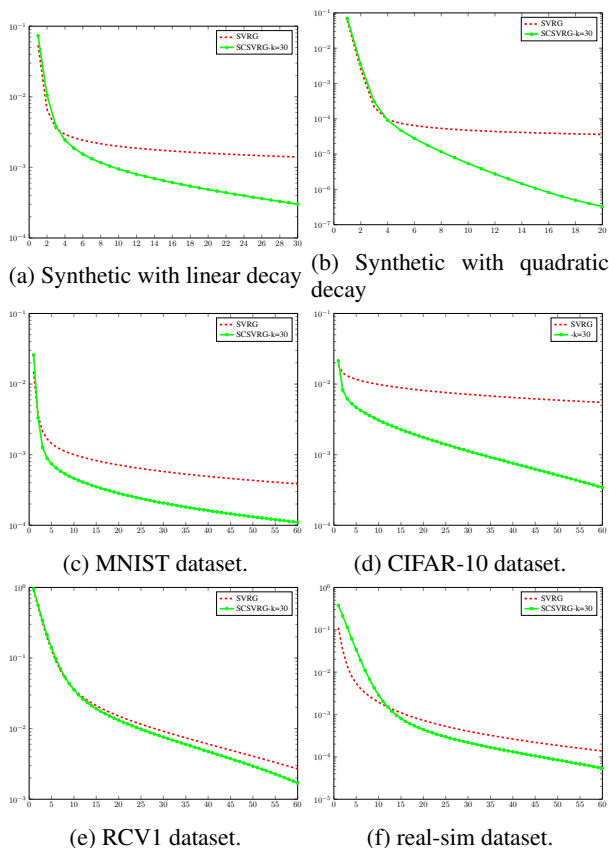 10⁻¹
10⁻²
10⁻³
10⁻⁴
0 2 4 6 8 10 12 14 16 18 20 22 24 26 28 30
SVRG
SCSVRG-k=30
(a) Synthetic with linear decay
10⁻¹
10⁻²
10⁻³
10⁻⁴
10⁻⁵
10⁻⁶
10⁻⁷
0 2 4 6 8 10 12 14 16 18 20
SVRG
SCSVRG-k=30
(b) Synthetic with quadratic
decay
10⁻¹
10⁻²
10⁻³
10⁻⁴
0 5 10 15 20 25 30 35 40 45 50 55 60
SVRG
SCSVRG-k=30
(c) MNIST dataset.
10⁻¹
10⁻²
10⁻³
10⁻⁴
0 5 10 15 20 25 30 35 40 45 50 55 60
SVRG
-k=30
(d) CIFAR-10 dataset.
10⁰
10⁻¹
10⁻²
10⁻³
0 5 10 15 20 25 30 35 40 45 50 55 60
SVRG
SCSVRG-k=30
(e) RCV1 dataset.
10⁰
10⁻¹
10⁻²
10⁻³
10⁻⁴
10⁻⁵
0 5 10 15 20 25 30 35 40 45 50 55 60
SVRG
SCSVRG-k=30
(f) real-sim dataset.